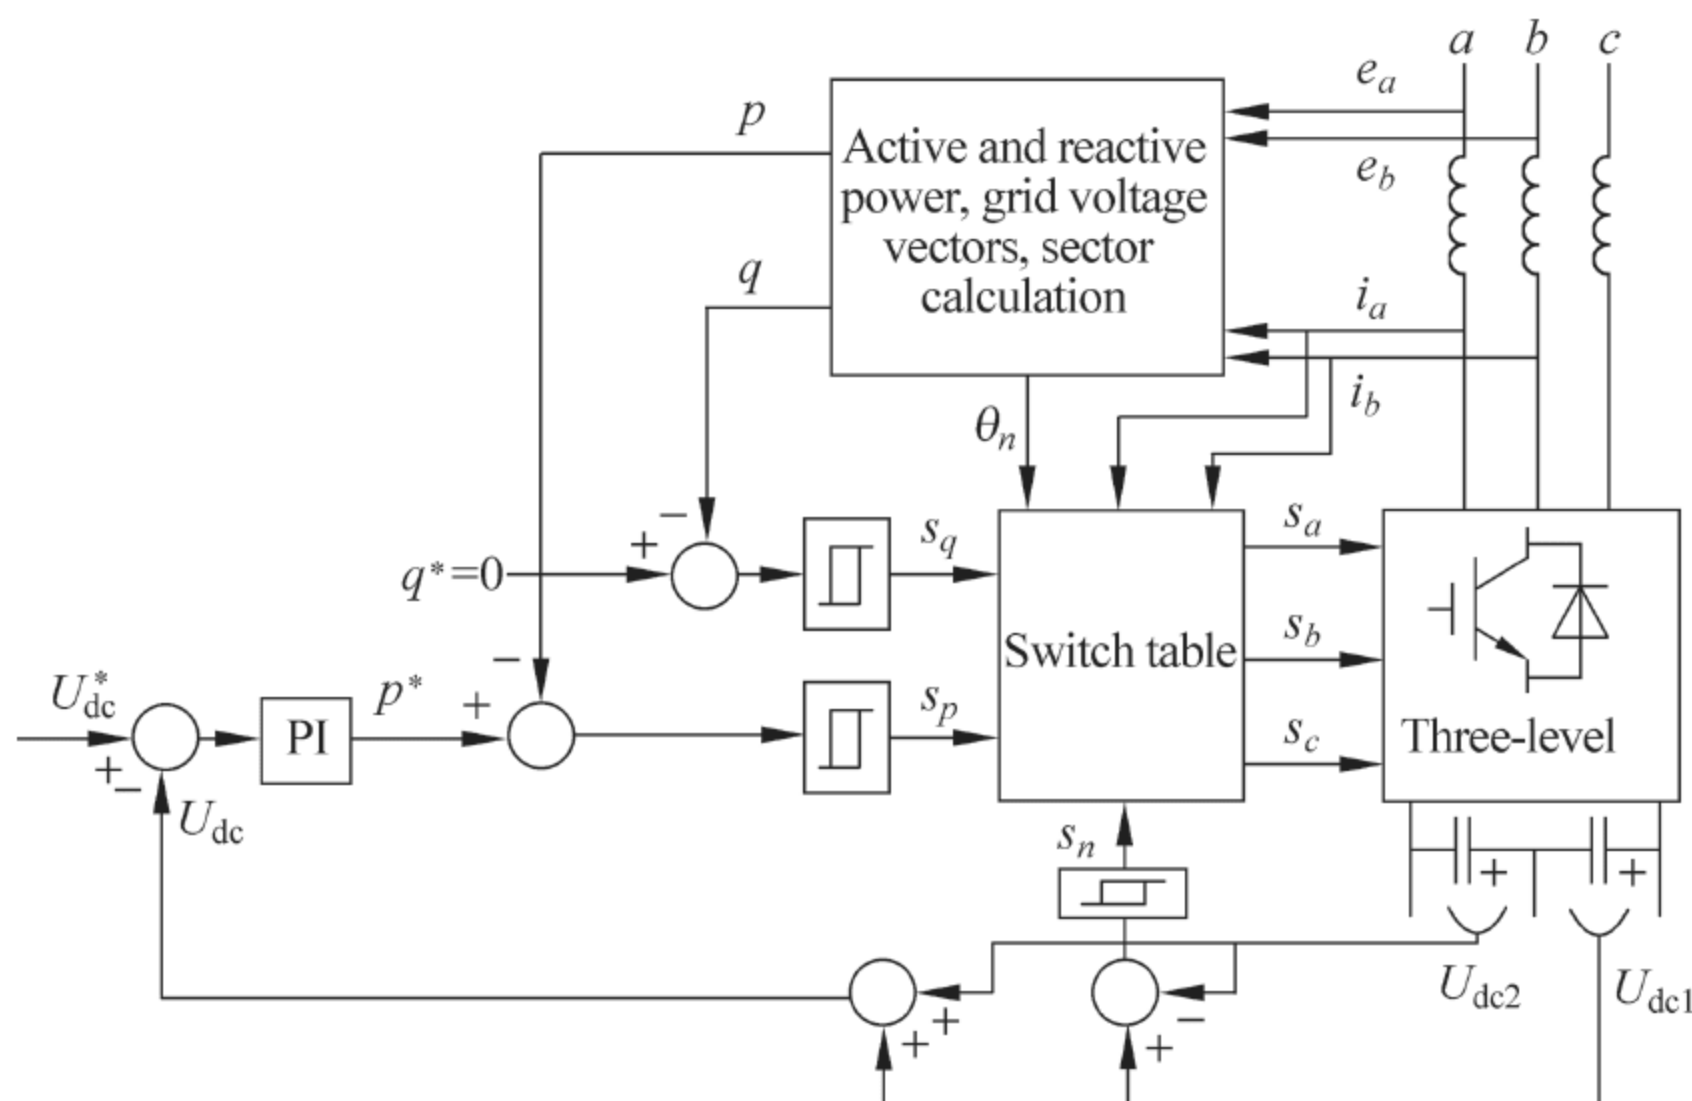 a b c
e_a
p
Active and reactive
power, grid voltage
vectors, sector
calculation
e_b
q
i_a
i_b
θ_n
−
s_q
s_a
+
q*=0
s_b
Switch table
−
U*_dc
p*
+
s_p
PI
s_c
Three-level
+
−
U_dc
s_n
+
+
U_dc2
U_dc1
+
−
+
+